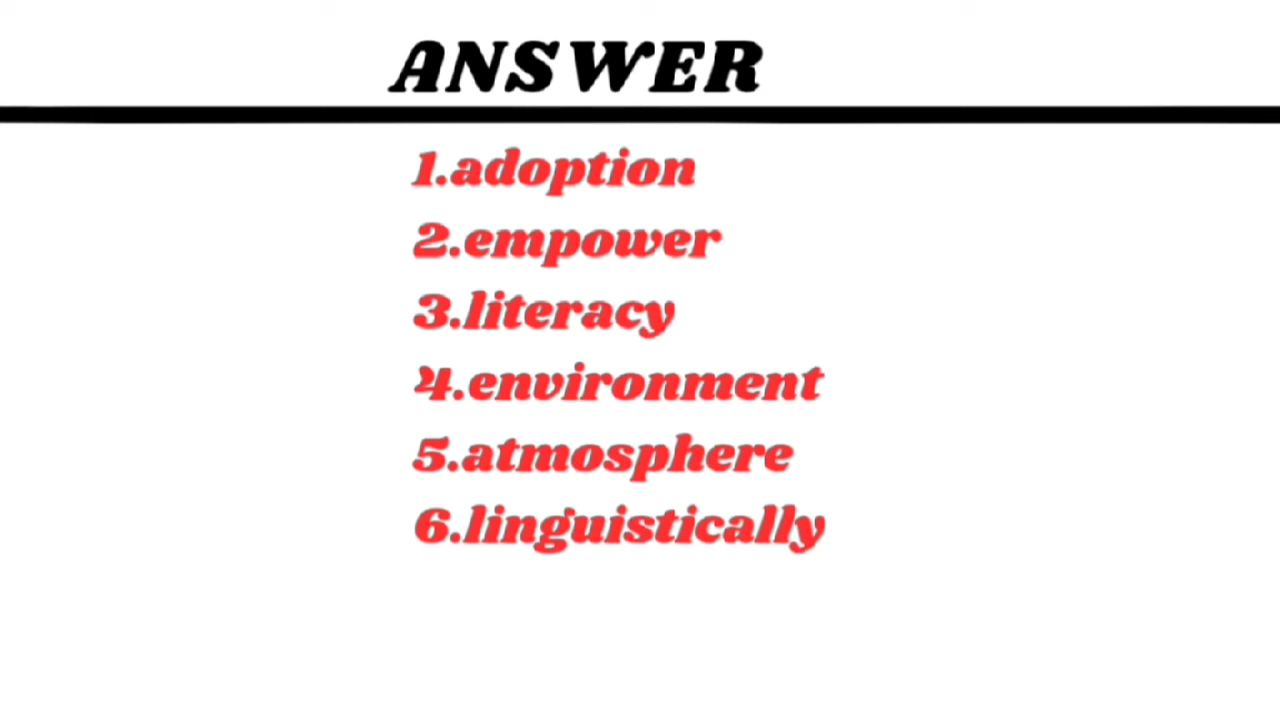 ANSWER
1.adoption
2.empower
3.literacy
4.environment
5.atmosphere
6.linguistically